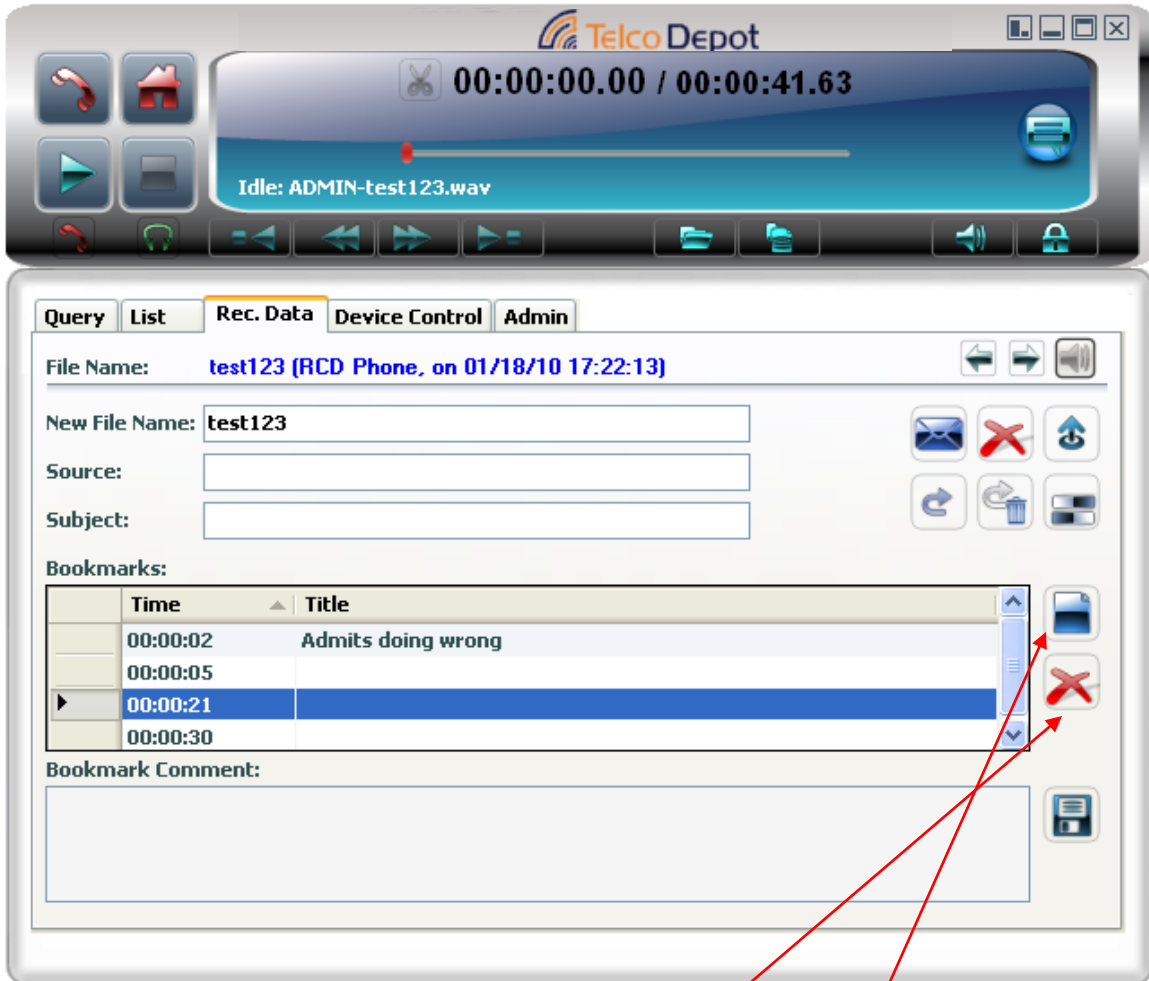 Telco Depot
00:00:00.00 / 00:00:41.63
Idle: ADMIN-test123.wav
Query List Rec. Data Device Control Admin
File Name: test123 (RCD Phone, on 01/18/10 17:22:13)
New File Name: test123
Source:
Subject:
Bookmarks:
Time Title
00:00:02 Admits doing wrong
00:00:05
00:00:21
00:00:30
Bookmark Comment: